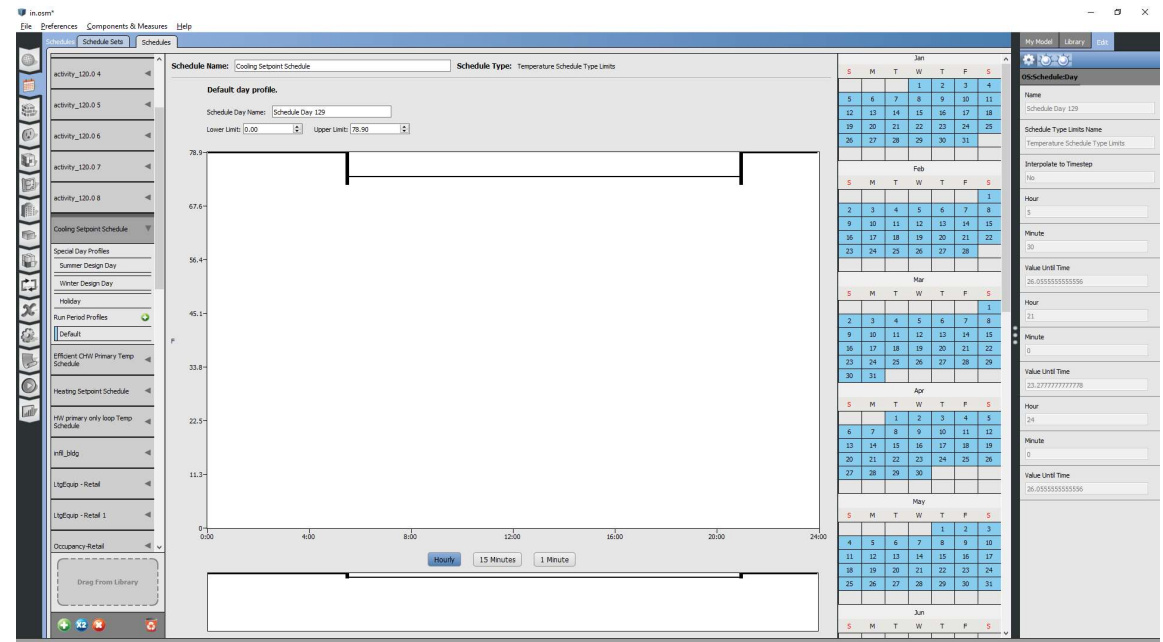 in.osm*
File Preferences Components & Measures Help
Schedules Schedule Sets Schedules
activity_120.0 4
activity_120.0 5
activity_120.0 6
activity_120.0 7
activity_120.0 8
Cooling Setpoint Schedule
Special Day Profiles
Summer Design Day
Winter Design Day
Holiday
Run Period Profiles
Default
Efficient CHW Primary Temp
Schedule
Heating Setpoint Schedule
HW primary only loop Temp
Schedule
infil_bldg
LtgEquip - Retail
LtgEquip - Retail 1
Occupancy-Retail
Drag From Library
X2
Schedule Name: Cooling Setpoint Schedule Schedule Type: Temperature Schedule Type Limits
Default day profile.
Schedule Day Name: Schedule Day 129
Lower Limit: 0.00 Upper Limit: 78.90
78.9
67.6
56.4
45.1
F
33.8
22.5
11.3
0
0:00 4:00 8:00 12:00 16:00 20:00 24:00
Hourly 15 Minutes 1 Minute
Jan
S M T W T F S
1 2 3 4
5 6 7 8 9 10 11
12 13 14 15 16 17 18
19 20 21 22 23 24 25
26 27 28 29 30 31
Feb
S M T W T F S
1
2 3 4 5 6 7 8
9 10 11 12 13 14 15
16 17 18 19 20 21 22
23 24 25 26 27 28
Mar
S M T W T F S
1
2 3 4 5 6 7 8
9 10 11 12 13 14 15
16 17 18 19 20 21 22
23 24 25 26 27 28 29
30 31
Apr
S M T W T F S
1 2 3 4 5
6 7 8 9 10 11 12
13 14 15 16 17 18 19
20 21 22 23 24 25 26
27 28 29 30
May
S M T W T F S
1 2 3
4 5 6 7 8 9 10
11 12 13 14 15 16 17
18 19 20 21 22 23 24
25 26 27 28 29 30 31
Jun
S M T W T F S
My Model Library Edit
OS:Schedule:Day
Name
Schedule Day 129
Schedule Type Limits Name
Temperature Schedule Type Limits
Interpolate to Timestep
No
Hour
5
Minute
30
Value Until Time
26.0555555555556
Hour
21
Minute
0
Value Until Time
23.2777777777778
Hour
24
Minute
0
Value Until Time
26.0555555555556